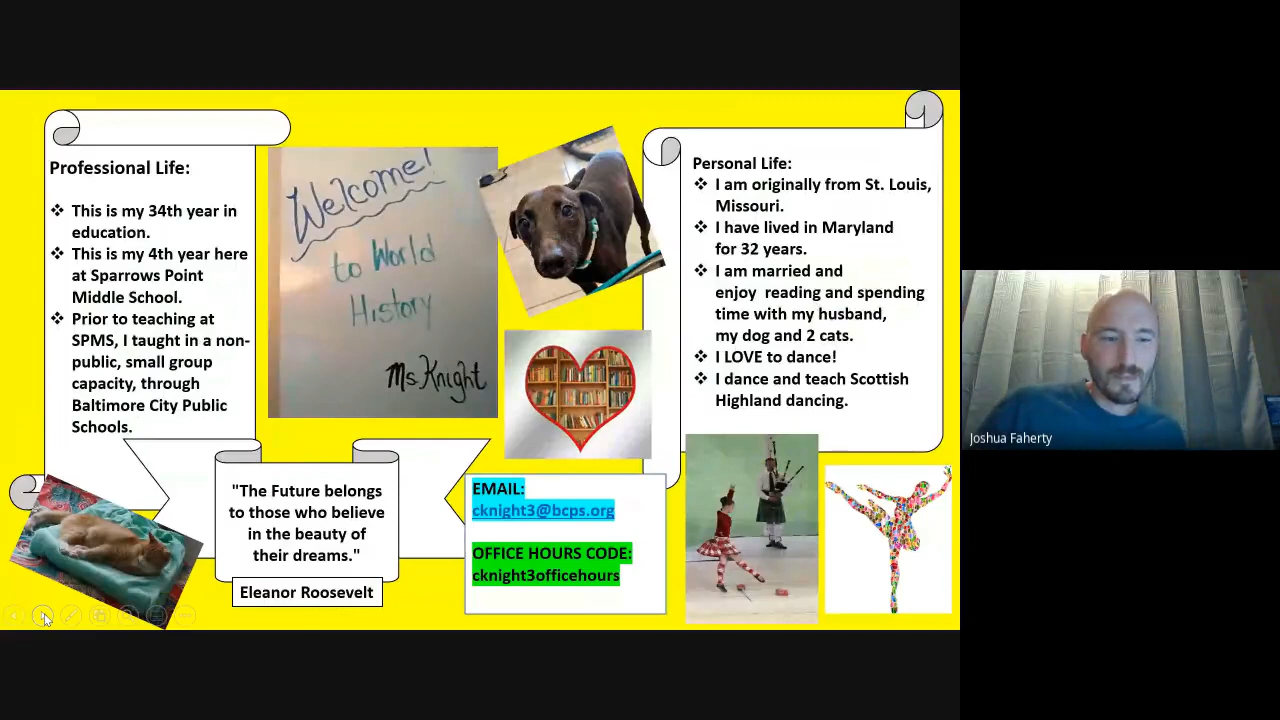 Professional Life:
❖ This is my 34th year in
education.
❖ This is my 4th year here
at Sparrows Point
Middle School.
❖ Prior to teaching at
SPMS, I taught in a non-
public, small group
capacity, through
Baltimore City Public
Schools.
Welcome!
to World
History
Ms. Knight
Personal Life:
❖ I am originally from St. Louis,
Missouri.
❖ I have lived in Maryland
for 32 years.
❖ I am married and
enjoy  reading and spending
time with my husband,
my dog and 2 cats.
❖ I LOVE to dance!
❖ I dance and teach Scottish
Highland dancing.
"The Future belongs
to those who believe
in the beauty of
their dreams."
Eleanor Roosevelt
EMAIL:
cknight3@bcps.org
OFFICE HOURS CODE:
cknight3officehours
Joshua Faherty